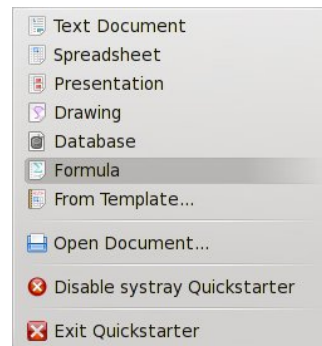 Text Document
Spreadsheet
Presentation
Drawing
Database
Formula
From Template...
Open Document...
Disable systray Quickstarter
Exit Quickstarter